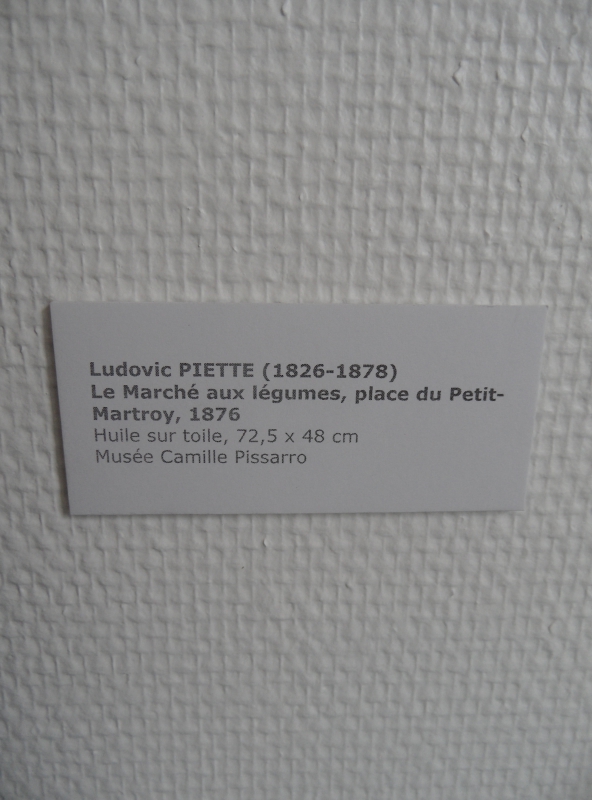 Ludovic PIETTE (1826-1878)
Le Marché aux légumes, place du Petit-
Martroy, 1876
Huile sur toile, 72,5 x 48 cm
Musée Camille Pissarro